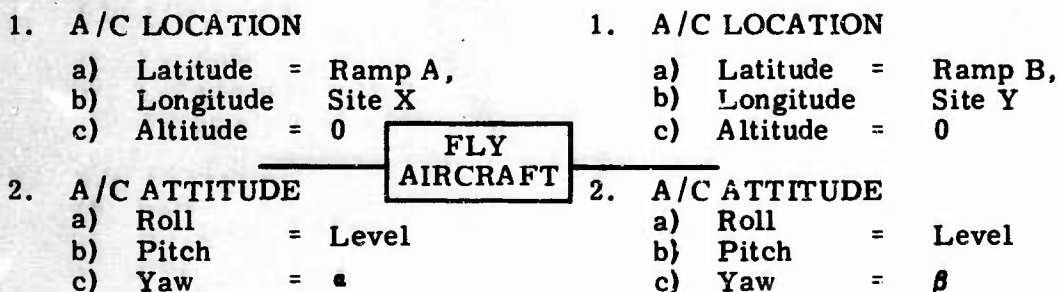 1. A/C LOCATION
a) Latitude = Ramp A,
b) Longitude Site X
c) Altitude = 0
2. A/C ATTITUDE
a) Roll
b) Pitch
= Level
c) Yaw = α
FLY
AIRCRAFT
1. A/C LOCATION
a) Latitude = Ramp B,
b) Longitude Site Y
c) Altitude = 0
2. A/C ATTITUDE
a) Roll
b) Pitch
= Level
c) Yaw = β